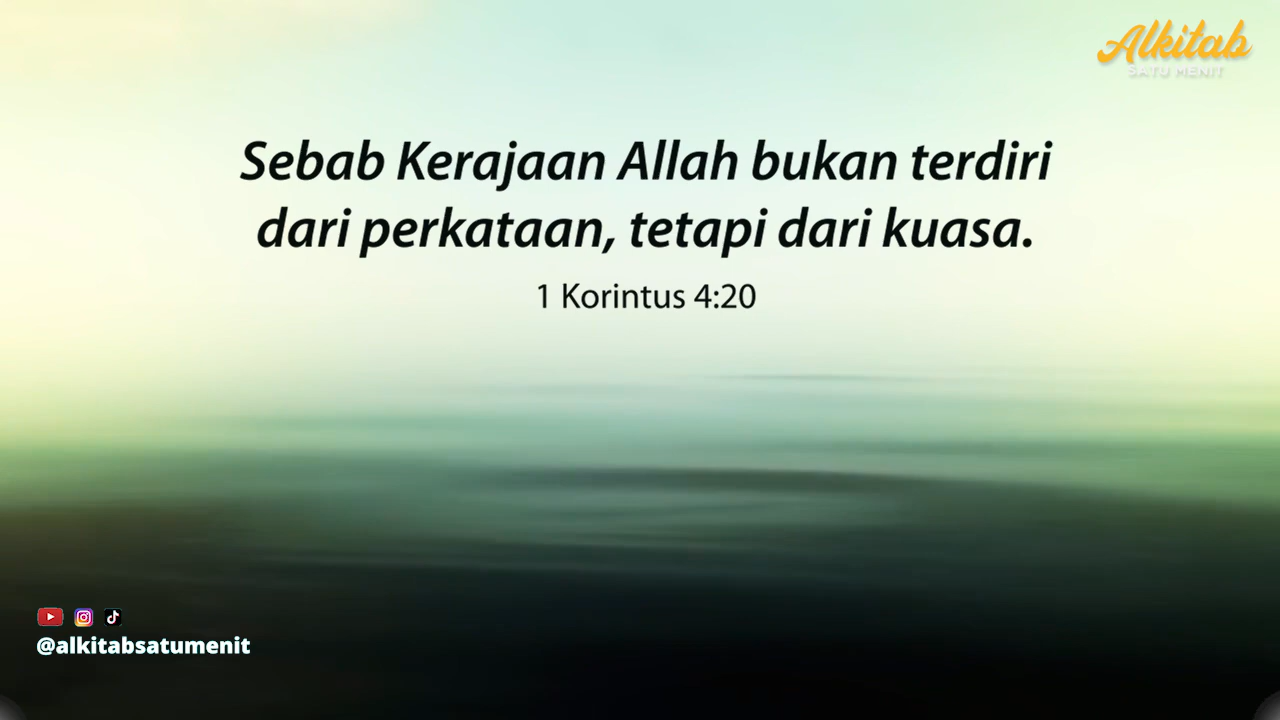 Alkitab
SATU MENIT
Sebab Kerajaan Allah bukan terdiri
dari perkataan, tetapi dari kuasa.
1 Korintus 4:20
@alkitabsatumenit